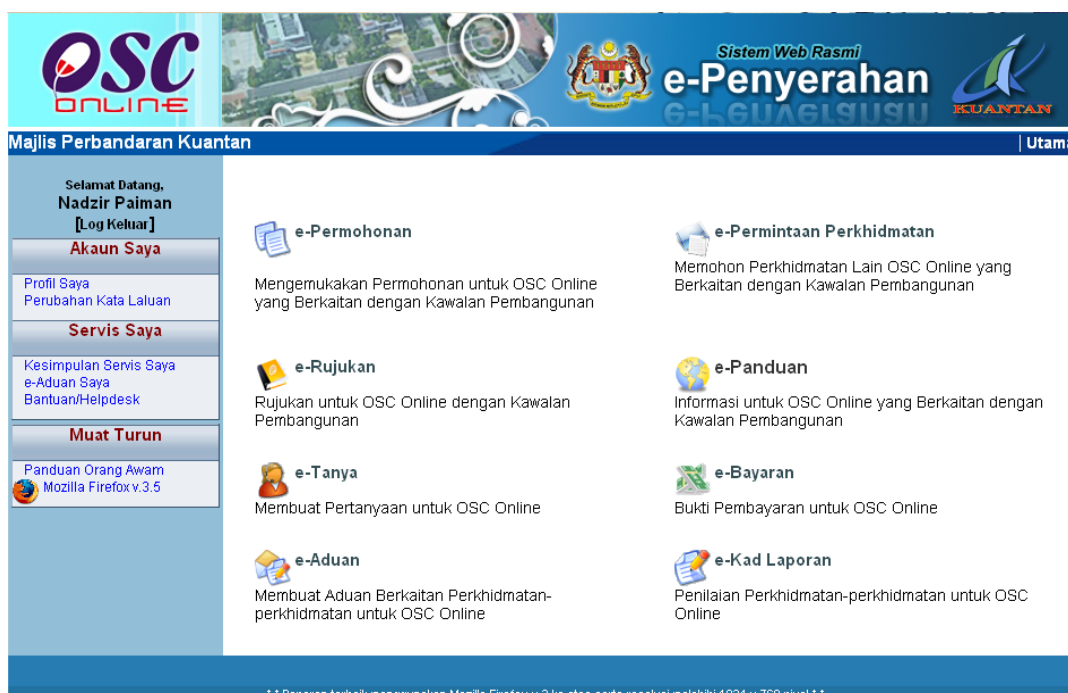 OSC
ONLINE
Sistem Web Rasmi
e-Penyerahan
KUANTAN
Majlis Perbandaran Kuantan
| Utama
Selamat Datang,
Nadzir Paiman
[Log Keluar]
Akaun Saya
Profil Saya
Perubahan Kata Laluan
Servis Saya
Kesimpulan Servis Saya
e-Aduan Saya
Bantuan/Helpdesk
Muat Turun
Panduan Orang Awam
Mozilla Firefox v.3.5
e-Permohonan
Mengemukakan Permohonan untuk OSC Online
yang Berkaitan dengan Kawalan Pembangunan
e-Permintaan Perkhidmatan
Memohon Perkhidmatan Lain OSC Online yang
Berkaitan dengan Kawalan Pembangunan
e-Rujukan
Rujukan untuk OSC Online dengan Kawalan
Pembangunan
e-Panduan
Informasi untuk OSC Online yang Berkaitan dengan
Kawalan Pembangunan
e-Tanya
Membuat Pertanyaan untuk OSC Online
e-Bayaran
Bukti Pembayaran untuk OSC Online
e-Aduan
Membuat Aduan Berkaitan Perkhidmatan-
perkhidmatan untuk OSC Online
e-Kad Laporan
Penilaian Perkhidmatan-perkhidmatan untuk OSC
Online